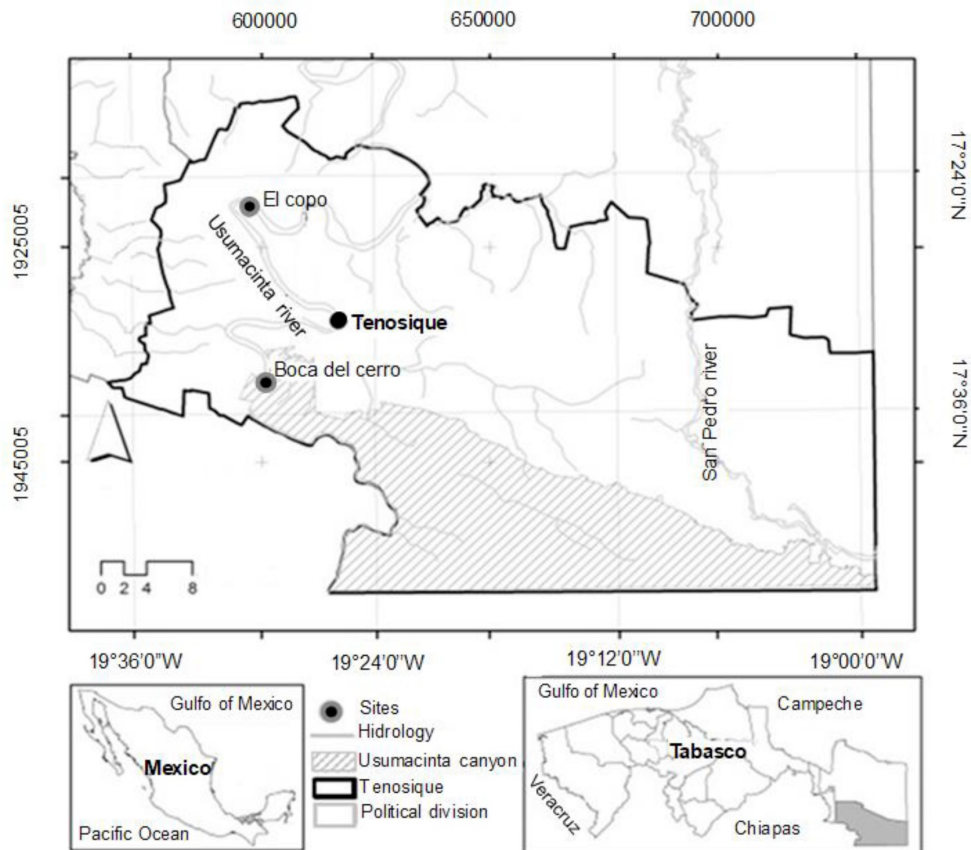 600000 650000 700000
17°24'0"N
El copo
1925005
Usumacinta river
Tenosique
Boca del cerro
17°36'0"N
San Pedro river
1945005
0 2 4 8
19°36'0"W 19°24'0"W 19°12'0"W 19°00'0"W
Gulfo of Mexico
Mexico
Pacific Ocean
Sites
Hidrology
Usumacinta canyon
Tenosique
Political division
Gulfo of Mexico
Campeche
Tabasco
Veracruz
Chiapas